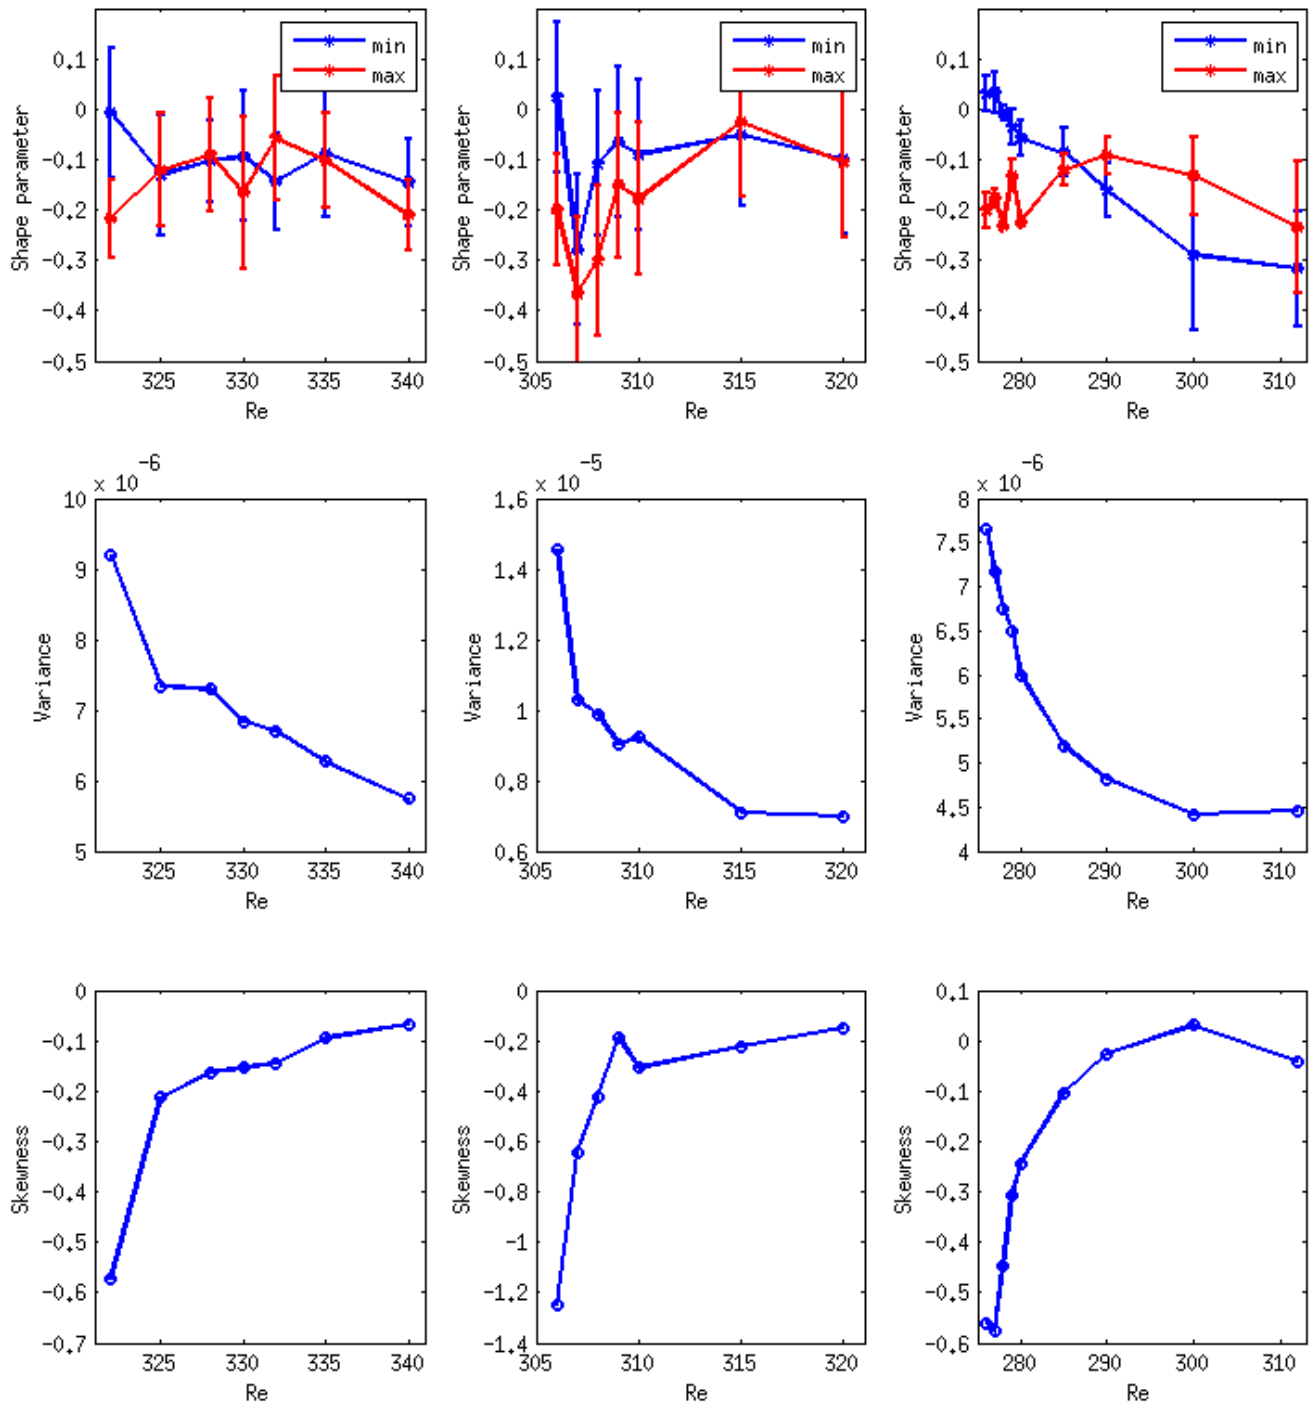 min
max
0.1
0
-0.1
-0.2
-0.3
-0.4
-0.5
Shape parameter
325 330 335 340
Re
min
max
0.1
0
-0.1
-0.2
-0.3
-0.4
-0.5
Shape parameter
305 310 315 320
Re
min
max
0.1
0
-0.1
-0.2
-0.3
-0.4
-0.5
Shape parameter
280 290 300 310
Re
x 10^-6
10
9
8
7
6
5
Variance
325 330 335 340
Re
x 10^-5
1.6
1.4
1.2
1
0.8
0.6
Variance
305 310 315 320
Re
x 10^-6
8
7.5
7
6.5
6
5.5
5
4.5
4
Variance
280 290 300 310
Re
0
-0.1
-0.2
-0.3
-0.4
-0.5
-0.6
-0.7
Skewness
325 330 335 340
Re
0
-0.2
-0.4
-0.6
-0.8
-1
-1.2
-1.4
Skewness
305 310 315 320
Re
0.1
0
-0.1
-0.2
-0.3
-0.4
-0.5
-0.6
Skewness
280 290 300 310
Re